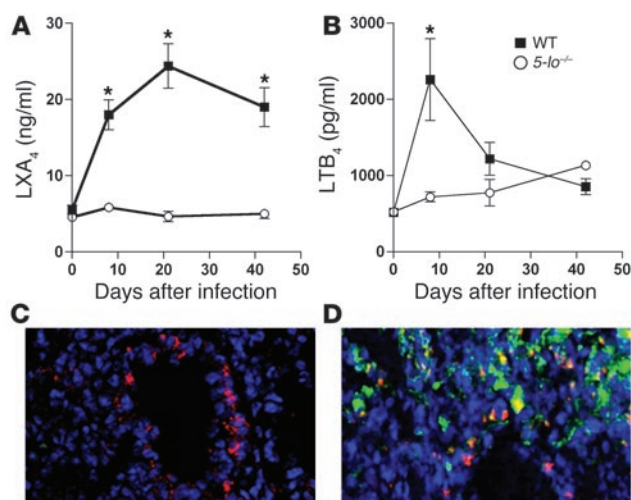 A
LXA4 (ng/ml)
30
20
10
0
0 10 20 30 40 50
Days after infection
* * *
B
LTB4 (pg/ml)
3000
2000
1000
0
0 10 20 30 40 50
Days after infection
*
WT
5-lo–/–
C
D